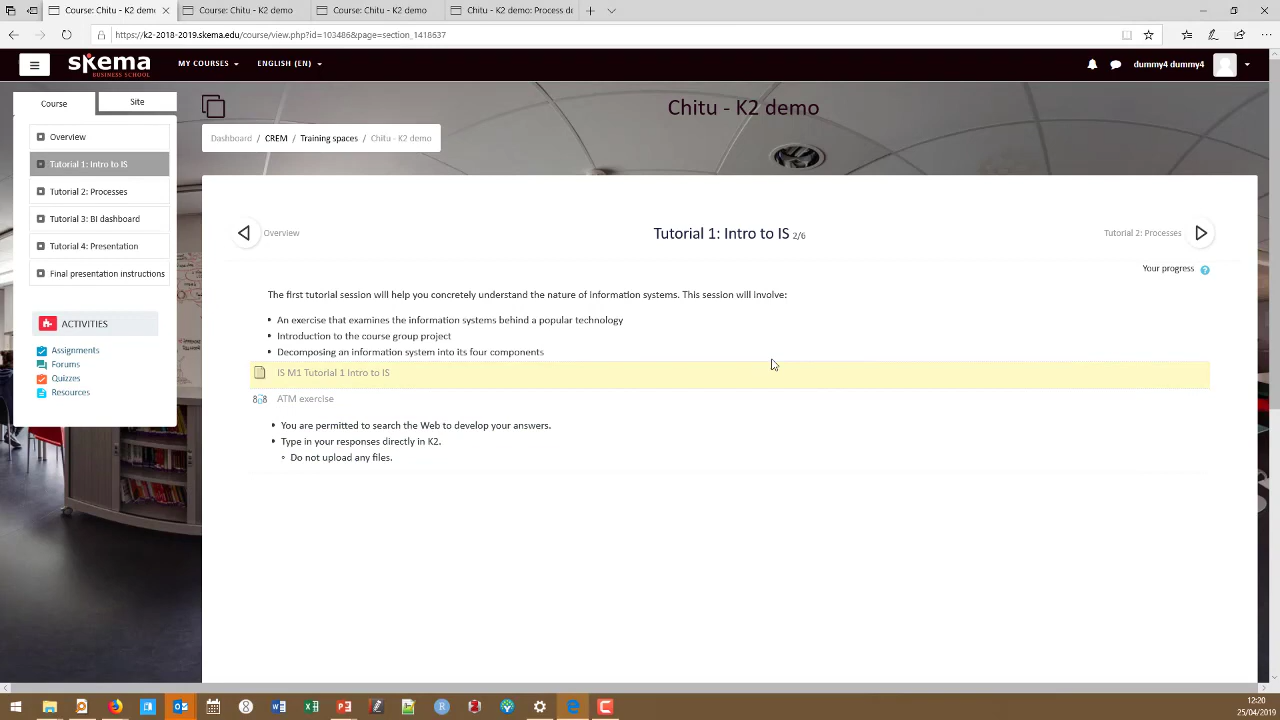 Course: Chitu - K2 demo
Course: Chitu - K2 demo
Course: Chitu - K2 demo
Chitu - K2 demo: Process de
https://k2-2018-2019.skema.edu/course/view.php?id=103486&page=section_1418637
skema
BUSINESS SCHOOL
MY COURSES
ENGLISH (EN)
dummy4 dummy4
Course
Site
Chitu - K2 demo
Dashboard / CREM / Training spaces / Chitu - K2 demo
Overview
Tutorial 1: Intro to IS
Tutorial 2: Processes
Tutorial 3: BI dashboard
Tutorial 4: Presentation
Final presentation instructions
ACTIVITIES
Assignments
Forums
Quizzes
Resources
Overview
Tutorial 1: Intro to IS 2/6
Tutorial 2: Processes
Your progress
The first tutorial session will help you concretely understand the nature of information systems. This session will involve:
An exercise that examines the information systems behind a popular technology
Introduction to the course group project
Decomposing an information system into its four components
IS M1 Tutorial 1 Intro to IS
ATM exercise
You are permitted to search the Web to develop your answers.
Type in your responses directly in K2.
Do not upload any files.
12:20
25/04/2019